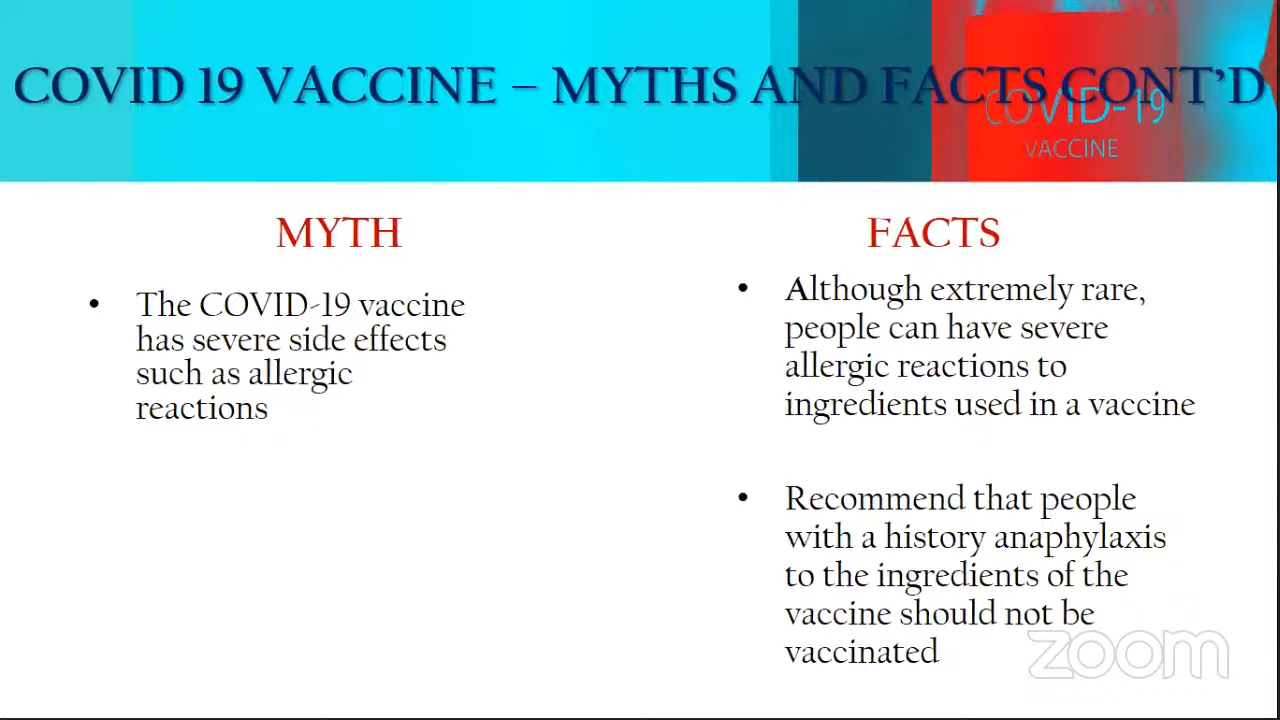 COVID 19 VACCINE – MYTHS AND FACTS CONT'D
COVID-19
VACCINE
MYTH
• The COVID-19 vaccine
has severe side effects
such as allergic
reactions
FACTS
• Although extremely rare,
people can have severe
allergic reactions to
ingredients used in a vaccine
• Recommend that people
with a history anaphylaxis
to the ingredients of the
vaccine should not be
vaccinated
zoom